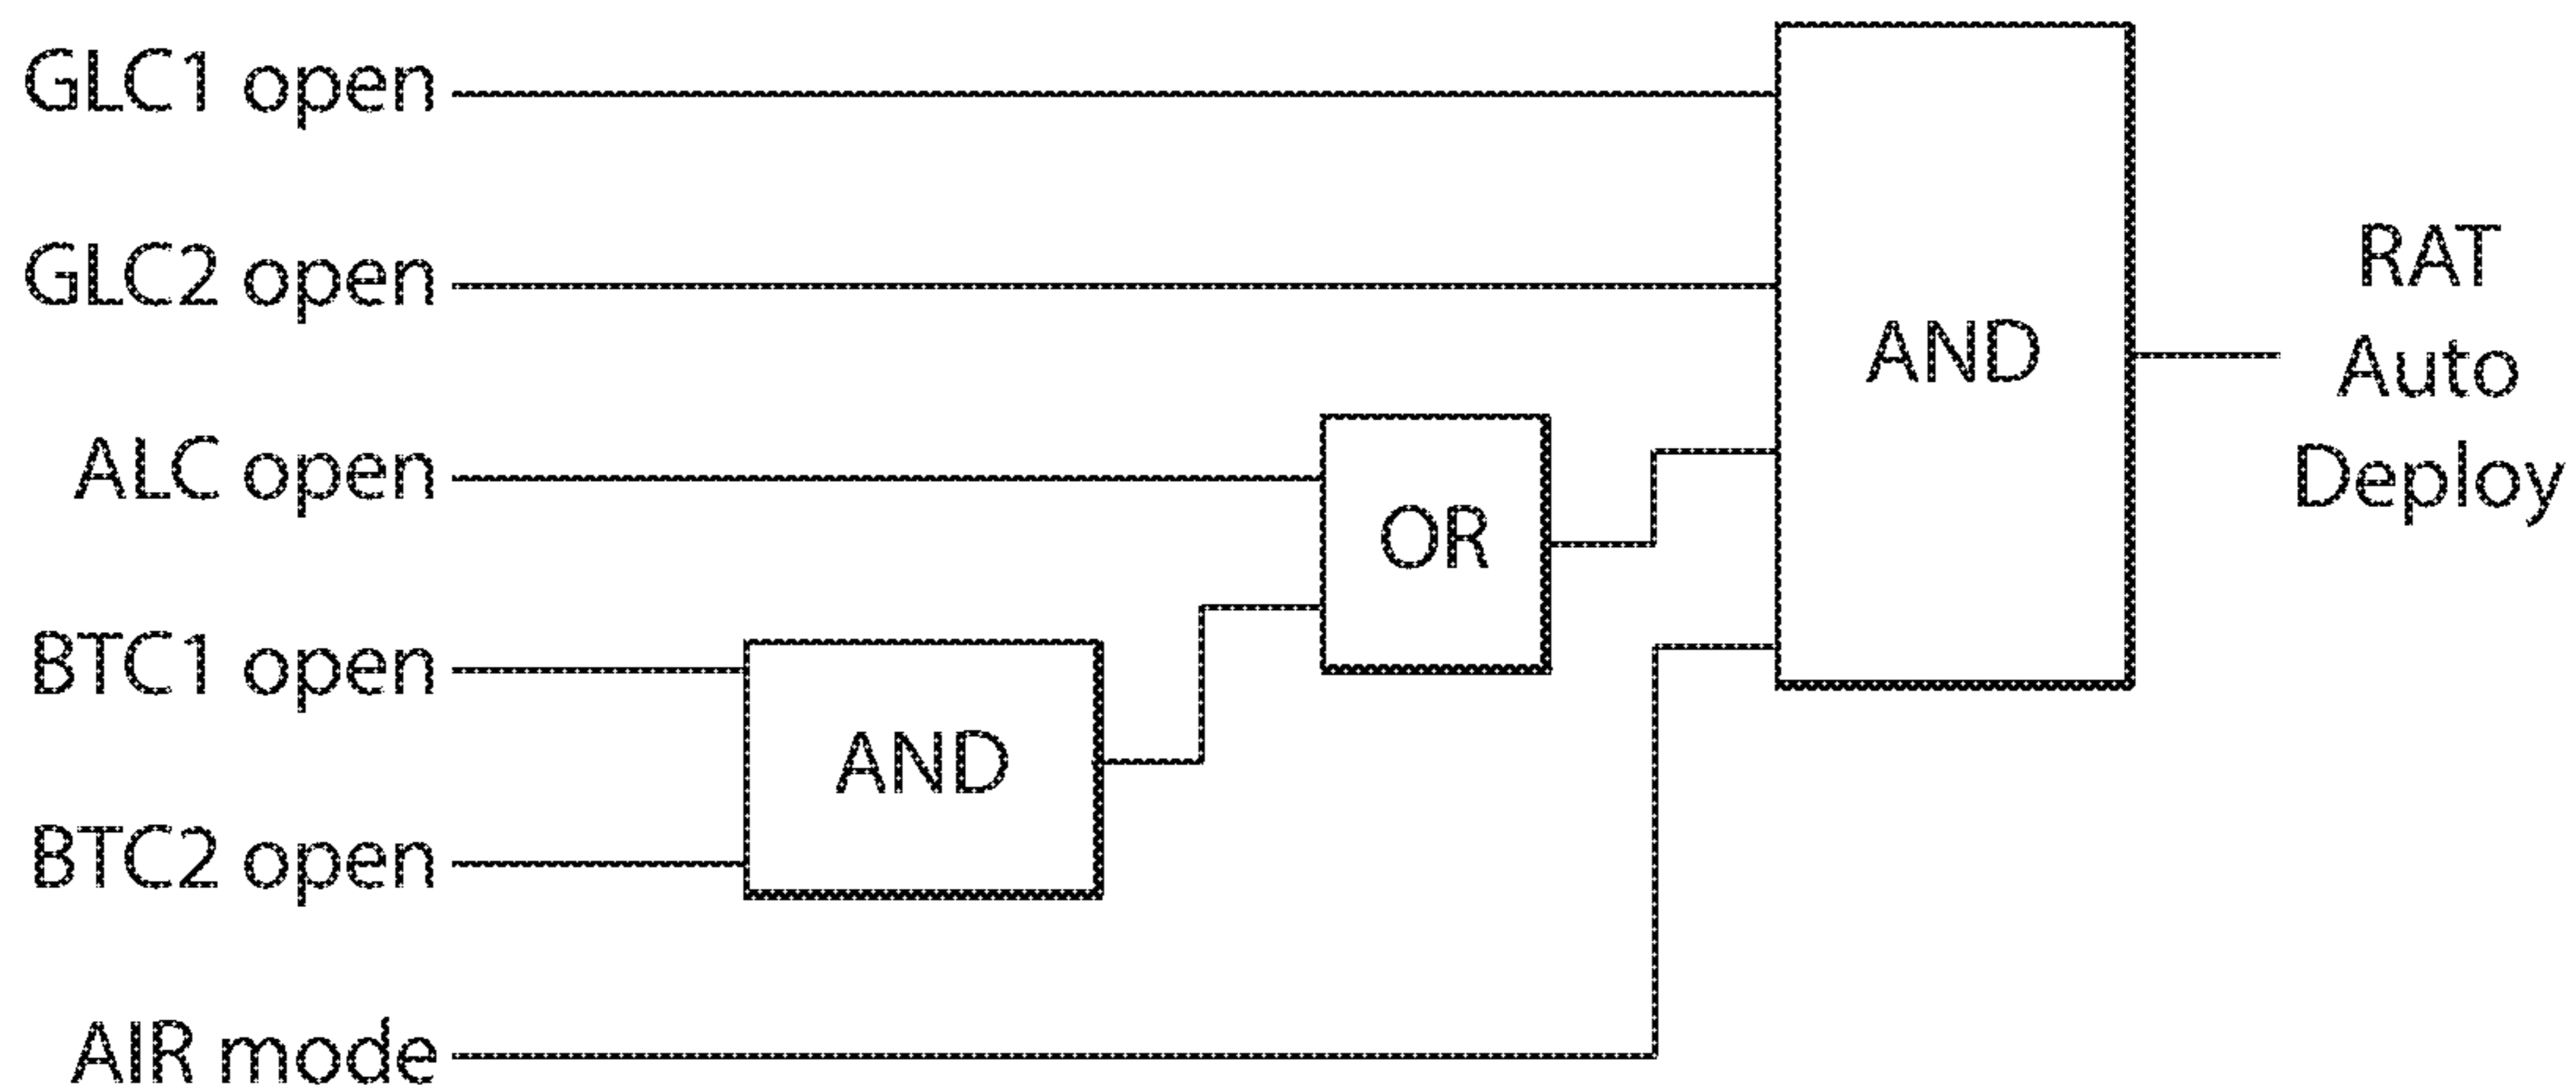 GLC1 open
GLC2 open
ALC open
BTC1 open
BTC2 open
AIR mode
AND
OR
AND
RAT
Auto
Deploy